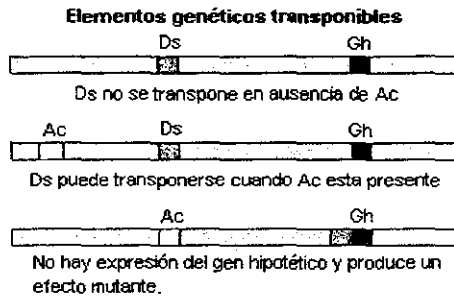 Elementos genéticos transponibles
Ds Gh
Ds no se transpone en ausencia de Ac
Ac Ds Gh
Ds puede transponerse cuando Ac esta presente
Ac Gh
No hay expresión del gen hipotético y produce un
efecto mutante.